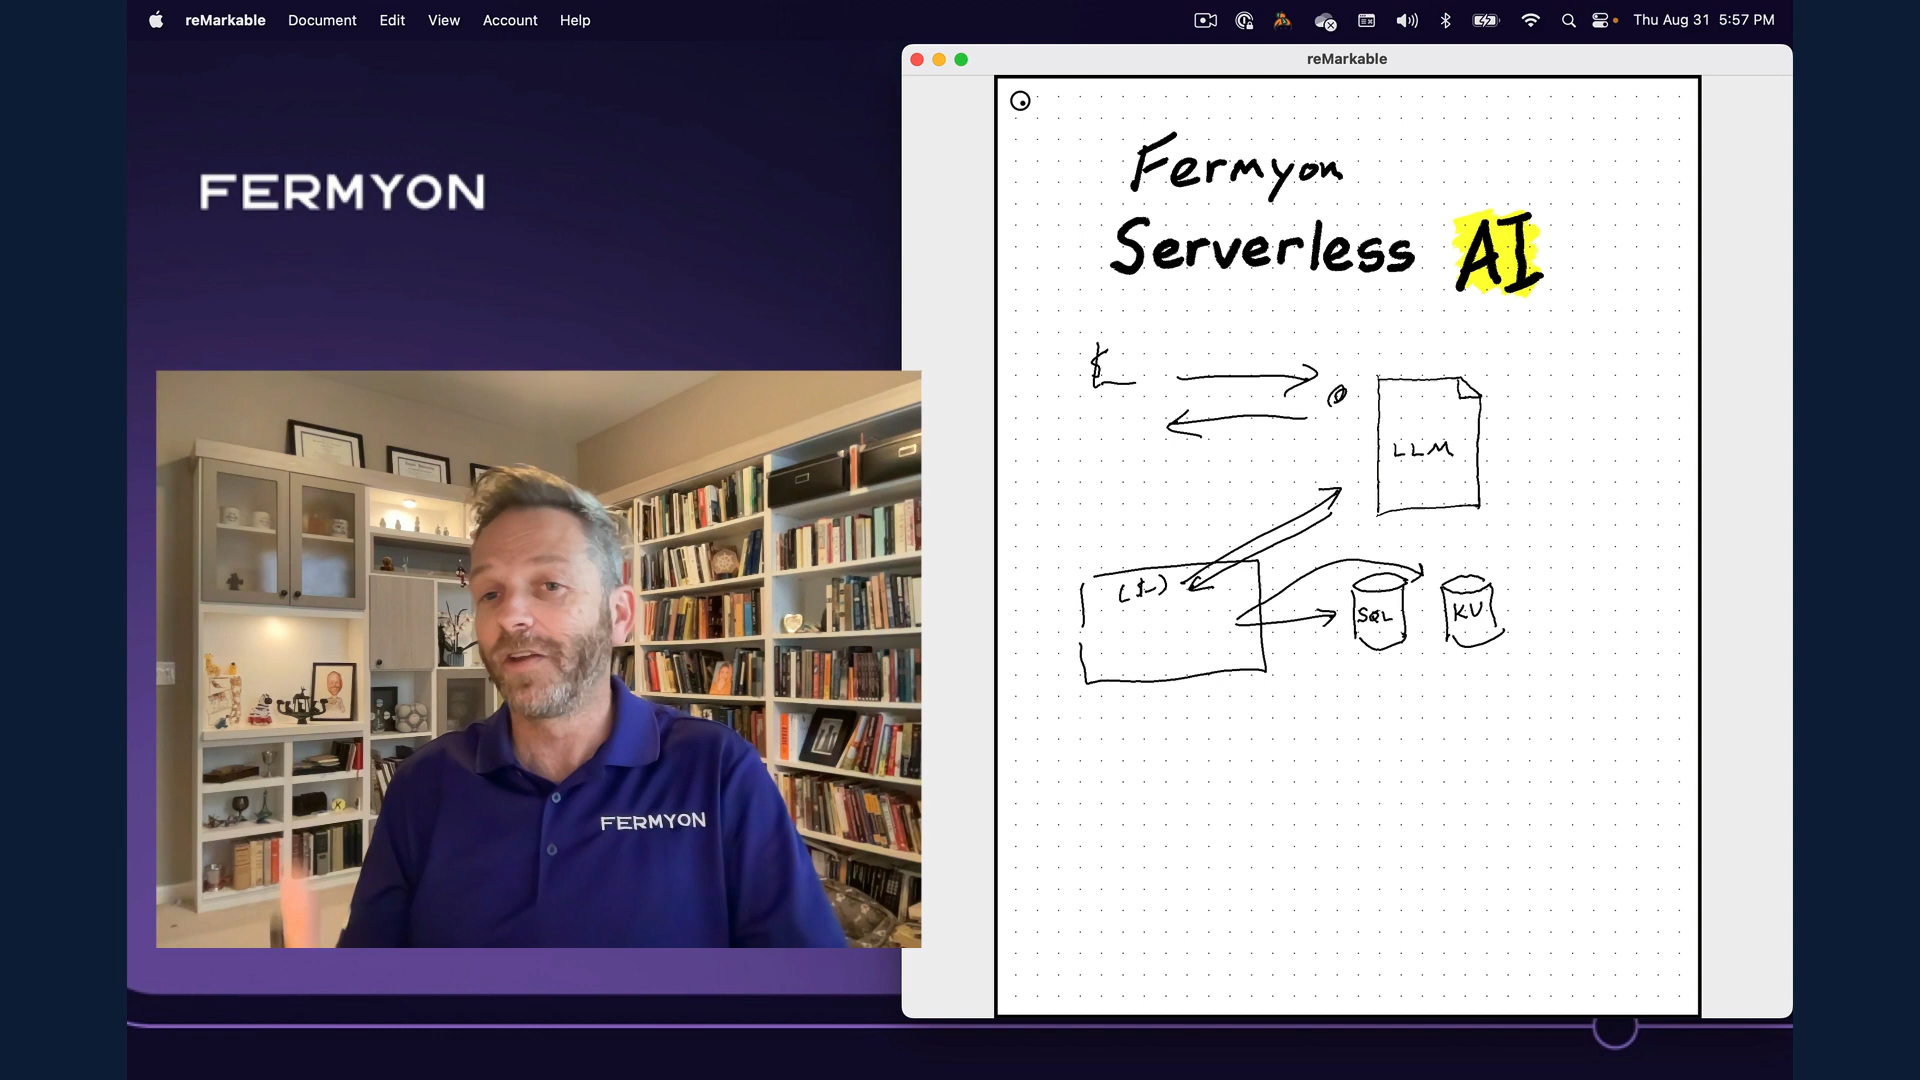 reMarkable Document Edit View Account Help Thu Aug 31 5:57 PM
reMarkable
FERMYON
Fermyon
Serverless AI
$_
LLM
($_)
SQL
KV
FERMYON